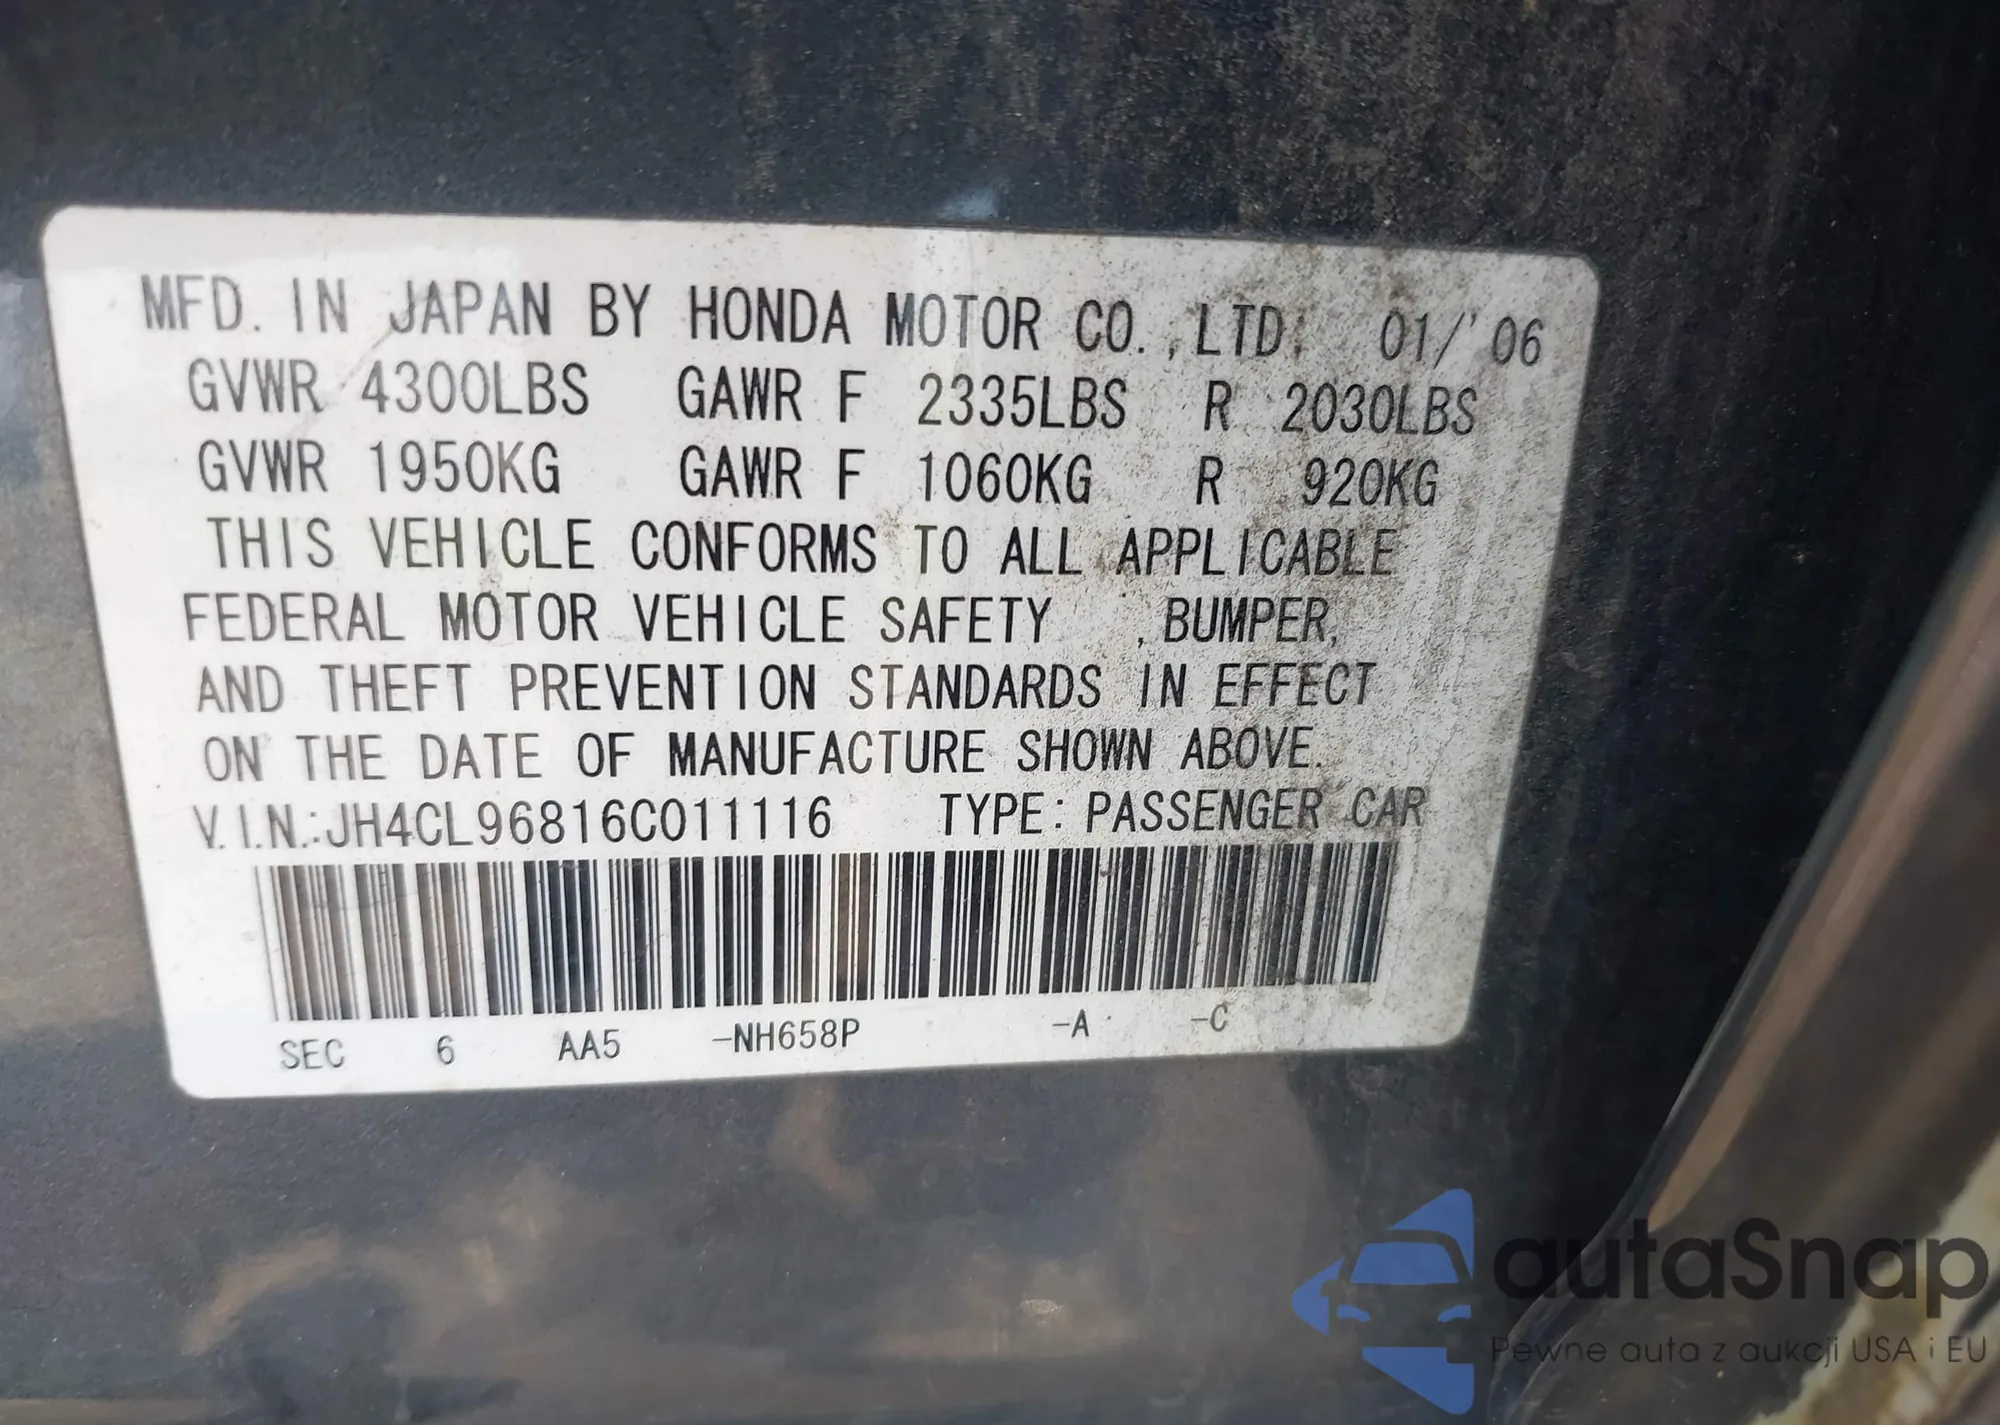 MFD. IN JAPAN BY HONDA MOTOR CO.,LTD. 01/'06
GVWR 4300LBS GAWR F 2335LBS R 2030LBS
GVWR 1950KG GAWR F 1060KG R 920KG
THIS VEHICLE CONFORMS TO ALL APPLICABLE
FEDERAL MOTOR VEHICLE SAFETY , BUMPER,
AND THEFT PREVENTION STANDARDS IN EFFECT
ON THE DATE OF MANUFACTURE SHOWN ABOVE.
V.I.N.:JH4CL96816C011116 TYPE: PASSENGER CAR
SEC 6 AA5 -NH658P -A -C
autaSnap
Pewne auta z aukcji USA i EU